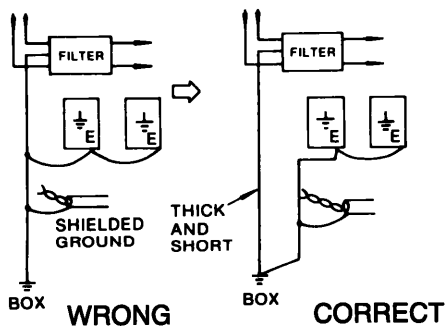 FILTER
E
E
SHIELDED
GROUND
BOX
WRONG
FILTER
E
E
THICK
AND
SHORT
BOX
CORRECT